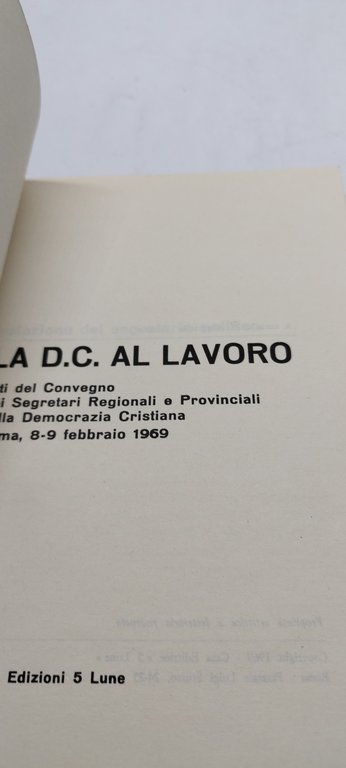 LA D.C. AL LAVORO
ti del Convegno
i Segretari Regionali e Provinciali
lla Democrazia Cristiana
ma, 8-9 febbraio 1969
Edizioni 5 Lune